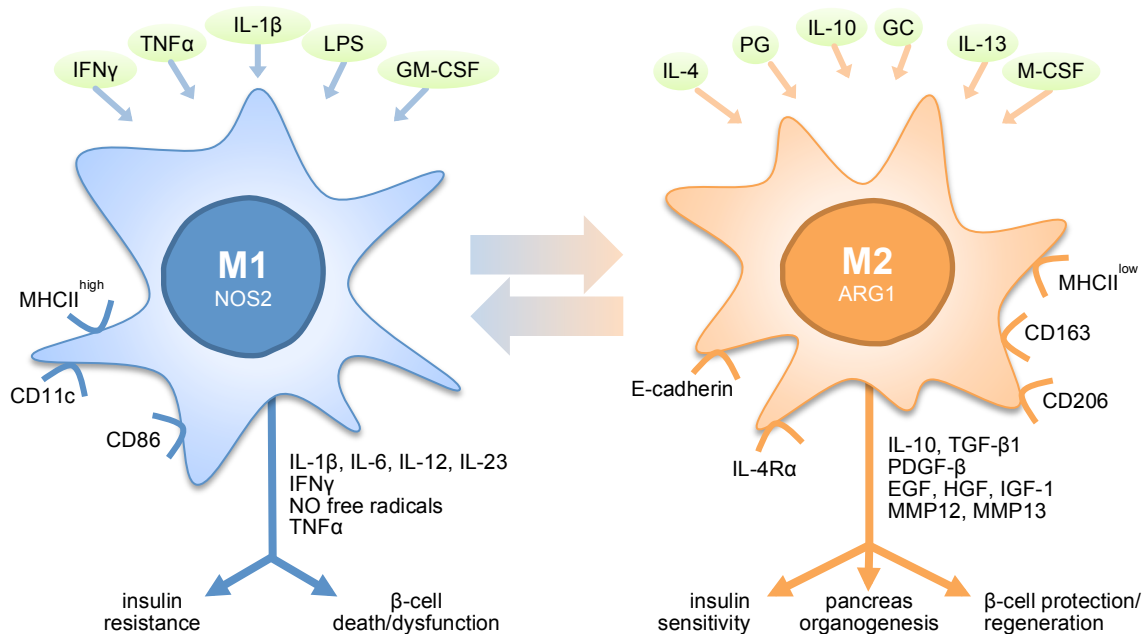 IFNγ
TNFα
IL-1β
LPS
GM-CSF
M1
NOS2
MHCII high
CD11c
CD86
IL-1β, IL-6, IL-12, IL-23
IFNγ
NO free radicals
TNFα
insulin
resistance
β-cell
death/dysfunction
IL-4
PG
IL-10
GC
IL-13
M-CSF
M2
ARG1
MHCII low
CD163
CD206
E-cadherin
IL-4Rα
IL-10, TGF-β1
PDGF-β
EGF, HGF, IGF-1
MMP12, MMP13
insulin
sensitivity
pancreas
organogenesis
β-cell protection/
regeneration